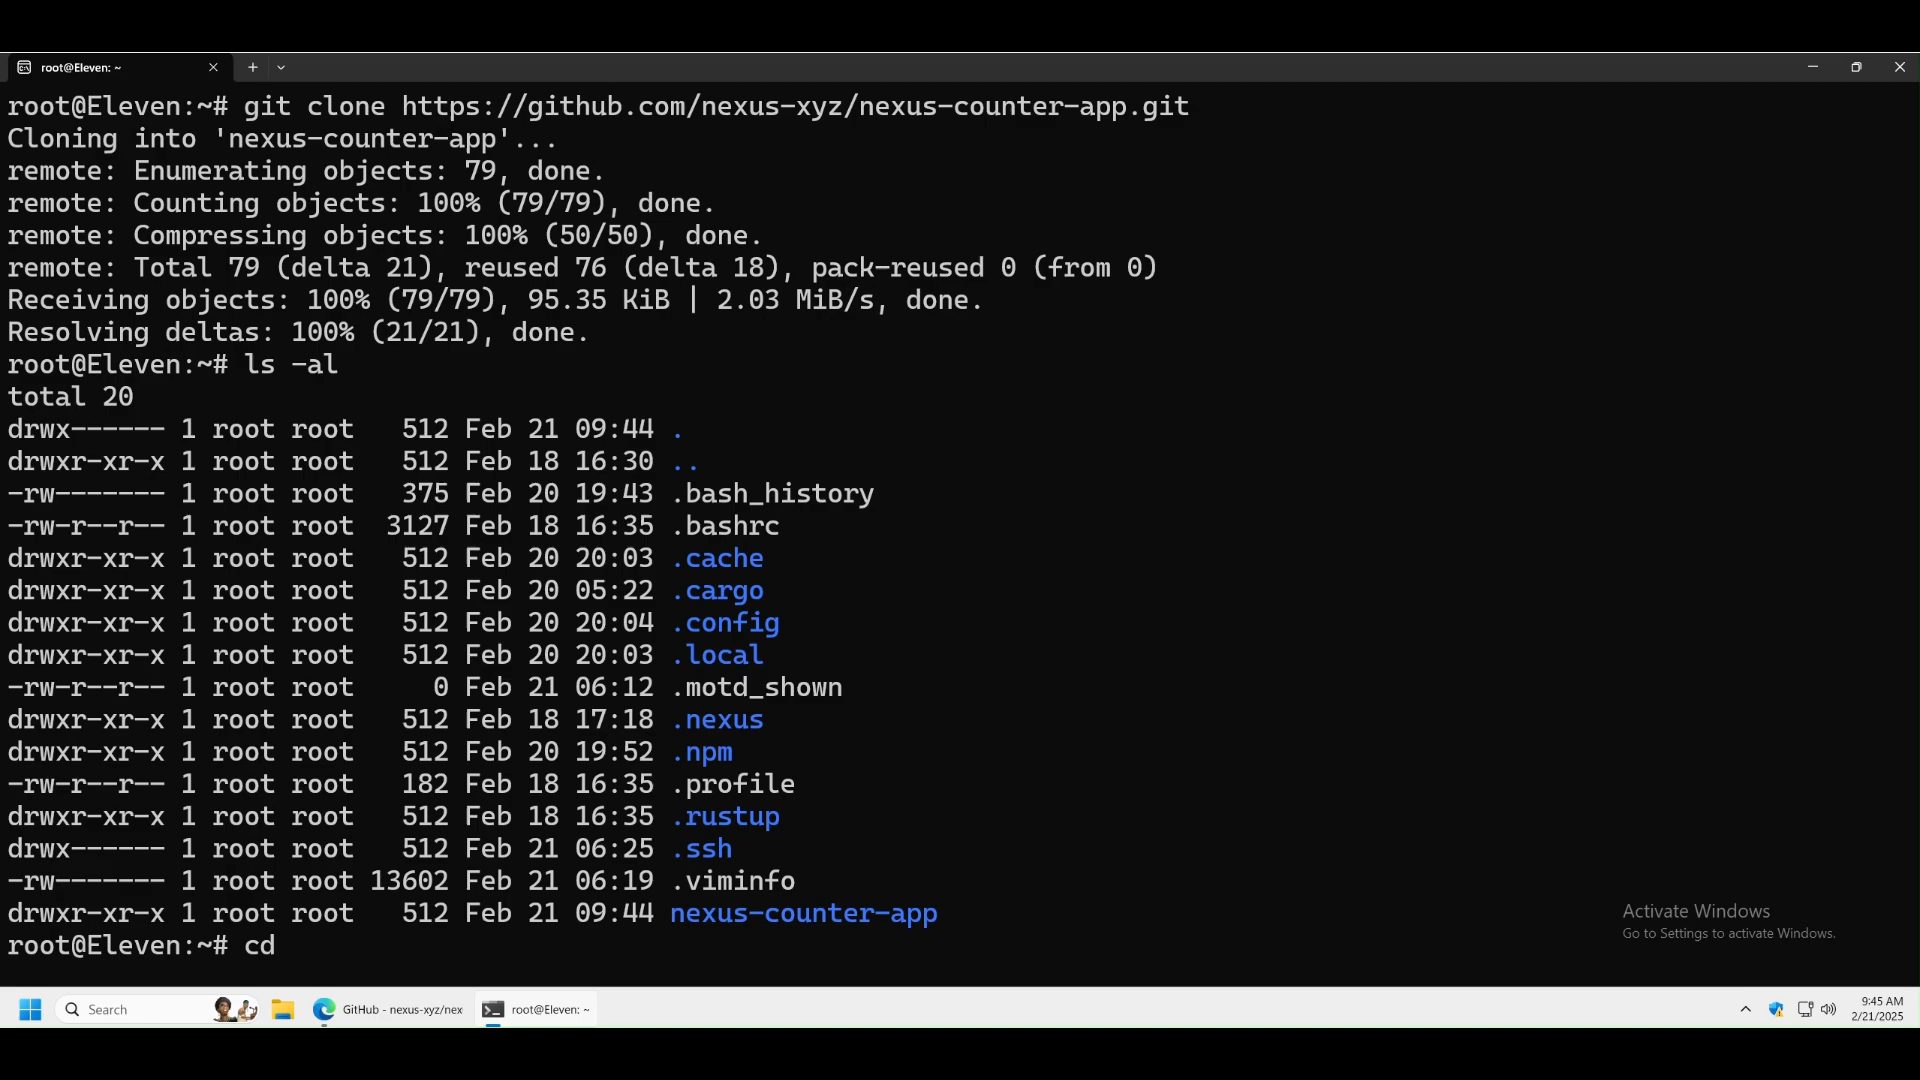 root@Eleven: ~
root@Eleven:~# git clone https://github.com/nexus-xyz/nexus-counter-app.git
Cloning into 'nexus-counter-app'...
remote: Enumerating objects: 79, done.
remote: Counting objects: 100% (79/79), done.
remote: Compressing objects: 100% (50/50), done.
remote: Total 79 (delta 21), reused 76 (delta 18), pack-reused 0 (from 0)
Receiving objects: 100% (79/79), 95.35 KiB | 2.03 MiB/s, done.
Resolving deltas: 100% (21/21), done.
root@Eleven:~# ls -al
total 20
drwx------ 1 root root   512 Feb 21 09:44 .
drwxr-xr-x 1 root root   512 Feb 18 16:30 ..
-rw------- 1 root root   375 Feb 20 19:43 .bash_history
-rw-r--r-- 1 root root  3127 Feb 18 16:35 .bashrc
drwxr-xr-x 1 root root   512 Feb 20 20:03 .cache
drwxr-xr-x 1 root root   512 Feb 20 05:22 .cargo
drwxr-xr-x 1 root root   512 Feb 20 20:04 .config
drwxr-xr-x 1 root root   512 Feb 20 20:03 .local
-rw-r--r-- 1 root root     0 Feb 21 06:12 .motd_shown
drwxr-xr-x 1 root root   512 Feb 18 17:18 .nexus
drwxr-xr-x 1 root root   512 Feb 20 19:52 .npm
-rw-r--r-- 1 root root   182 Feb 18 16:35 .profile
drwxr-xr-x 1 root root   512 Feb 18 16:35 .rustup
drwx------ 1 root root   512 Feb 21 06:25 .ssh
-rw------- 1 root root 13602 Feb 21 06:19 .viminfo
drwxr-xr-x 1 root root   512 Feb 21 09:44 nexus-counter-app
root@Eleven:~# cd
Activate Windows
Go to Settings to activate Windows.
Search
GitHub - nexus-xyz/nex
root@Eleven: ~
9:45 AM
2/21/2025